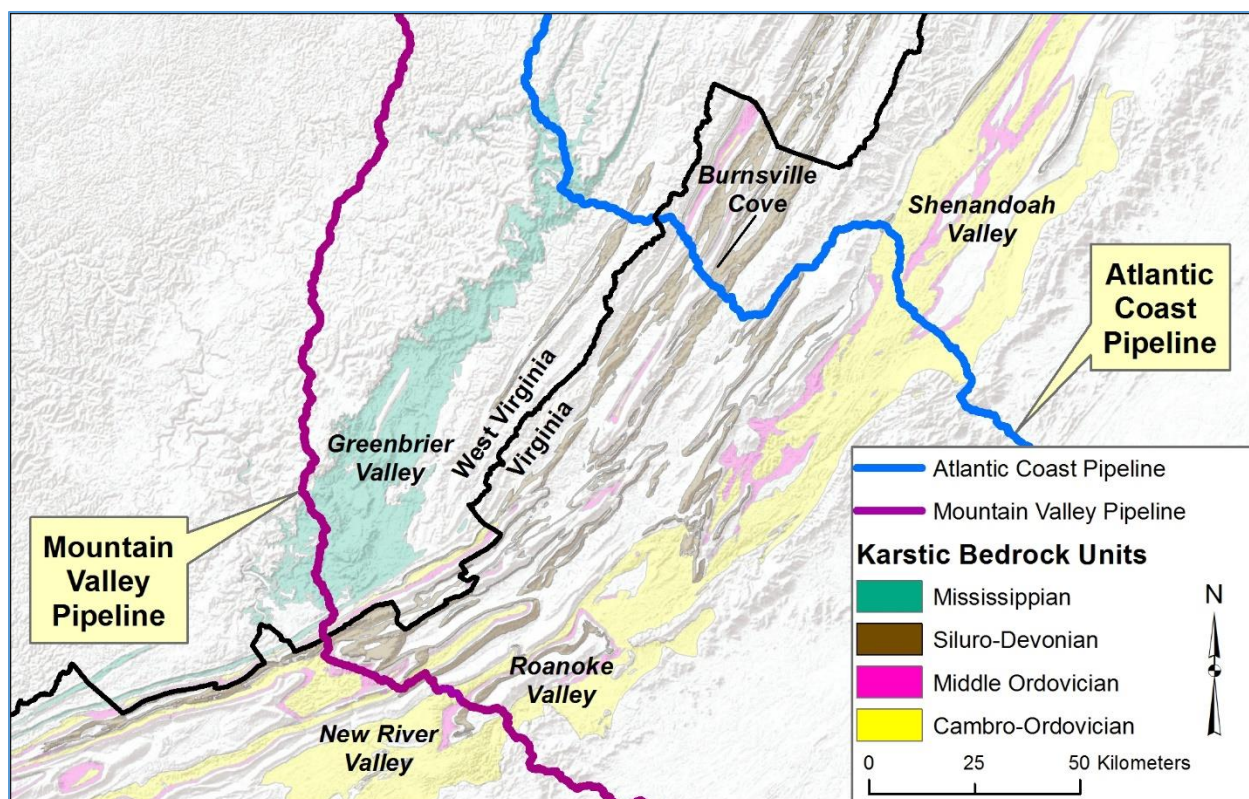 Burnsville
Cove
Shenandoah
Valley
Atlantic
Coast
Pipeline
West Virginia
Virginia
Greenbrier
Valley
Mountain
Valley
Pipeline
Roanoke
Valley
New River
Valley
Atlantic Coast Pipeline
Mountain Valley Pipeline
Karstic Bedrock Units
Mississippian
Siluro-Devonian
Middle Ordovician
Cambro-Ordovician
N
0 25 50 Kilometers